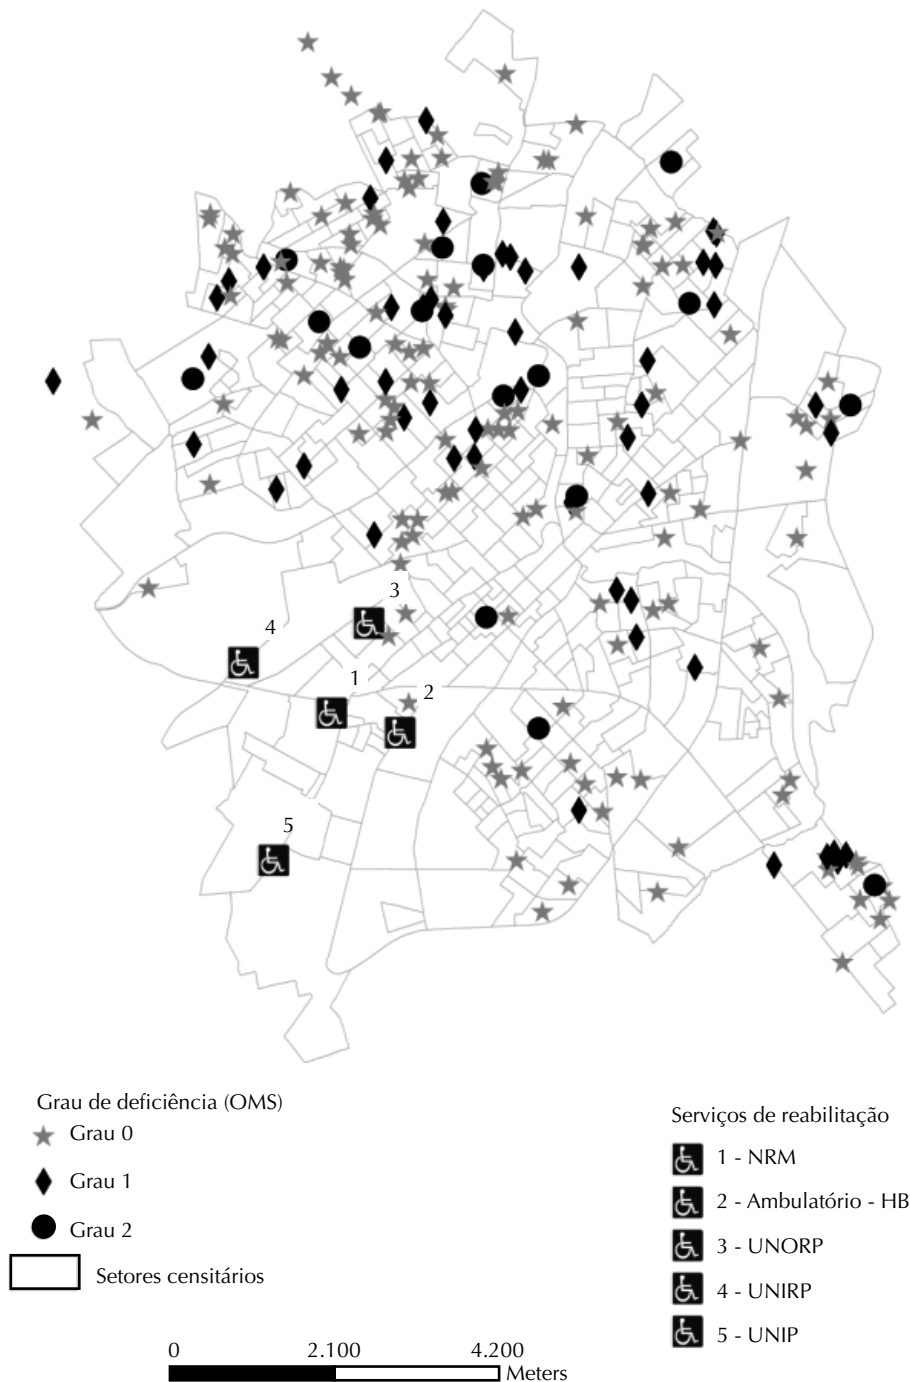 3
4
1
2
5
Grau de deficiência (OMS)
Grau 0
Grau 1
Grau 2
Setores censitários
Serviços de reabilitação
1 - NRM
2 - Ambulatório - HB
3 - UNORP
4 - UNIRP
5 - UNIP
0 2.100 4.200
Meters